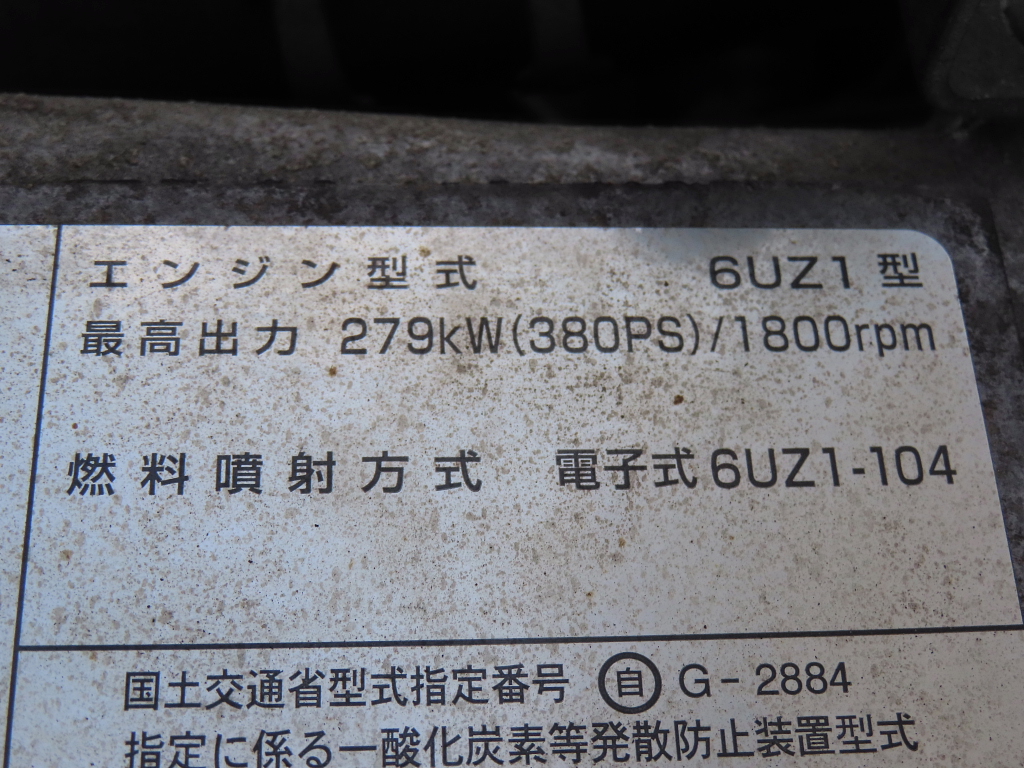 エンジン型式 6UZ1型
最高出力 279kW(380PS)/1800rpm
燃料噴射方式 電子式6UZ1-104
国土交通省型式指定番号 ㊀自 G-2884
指定に係る一酸化炭素等発散防止装置型式